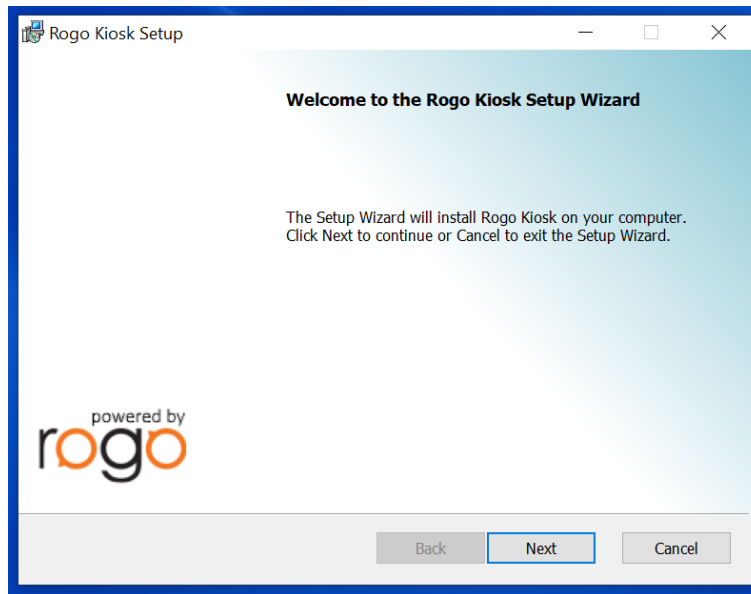 Rogo Kiosk Setup
Welcome to the Rogo Kiosk Setup Wizard
The Setup Wizard will install Rogo Kiosk on your computer.
Click Next to continue or Cancel to exit the Setup Wizard.
powered by
rogo
Back
Next
Cancel